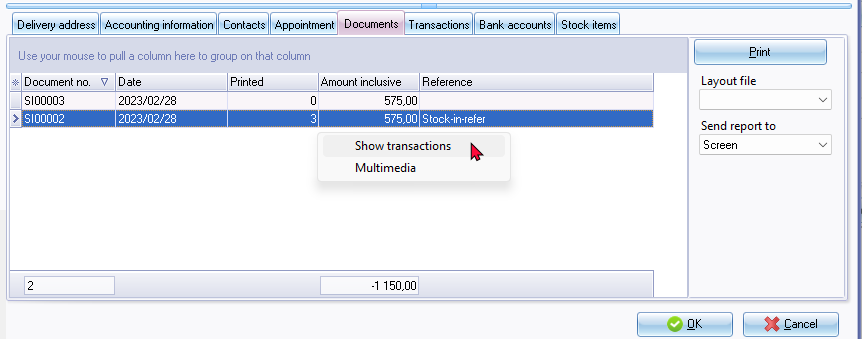 Delivery address Accounting information Contacts Appointment Documents Transactions Bank accounts Stock items
Use your mouse to pull a column here to group on that column
Print
Document no. Date Printed Amount inclusive Reference
Layout file
SI00003 2023/02/28 0 575,00
SI00002 2023/02/28 3 575,00 Stock-in-refer
Send report to
Screen
Show transactions
Multimedia
2 -1 150,00
OK Cancel